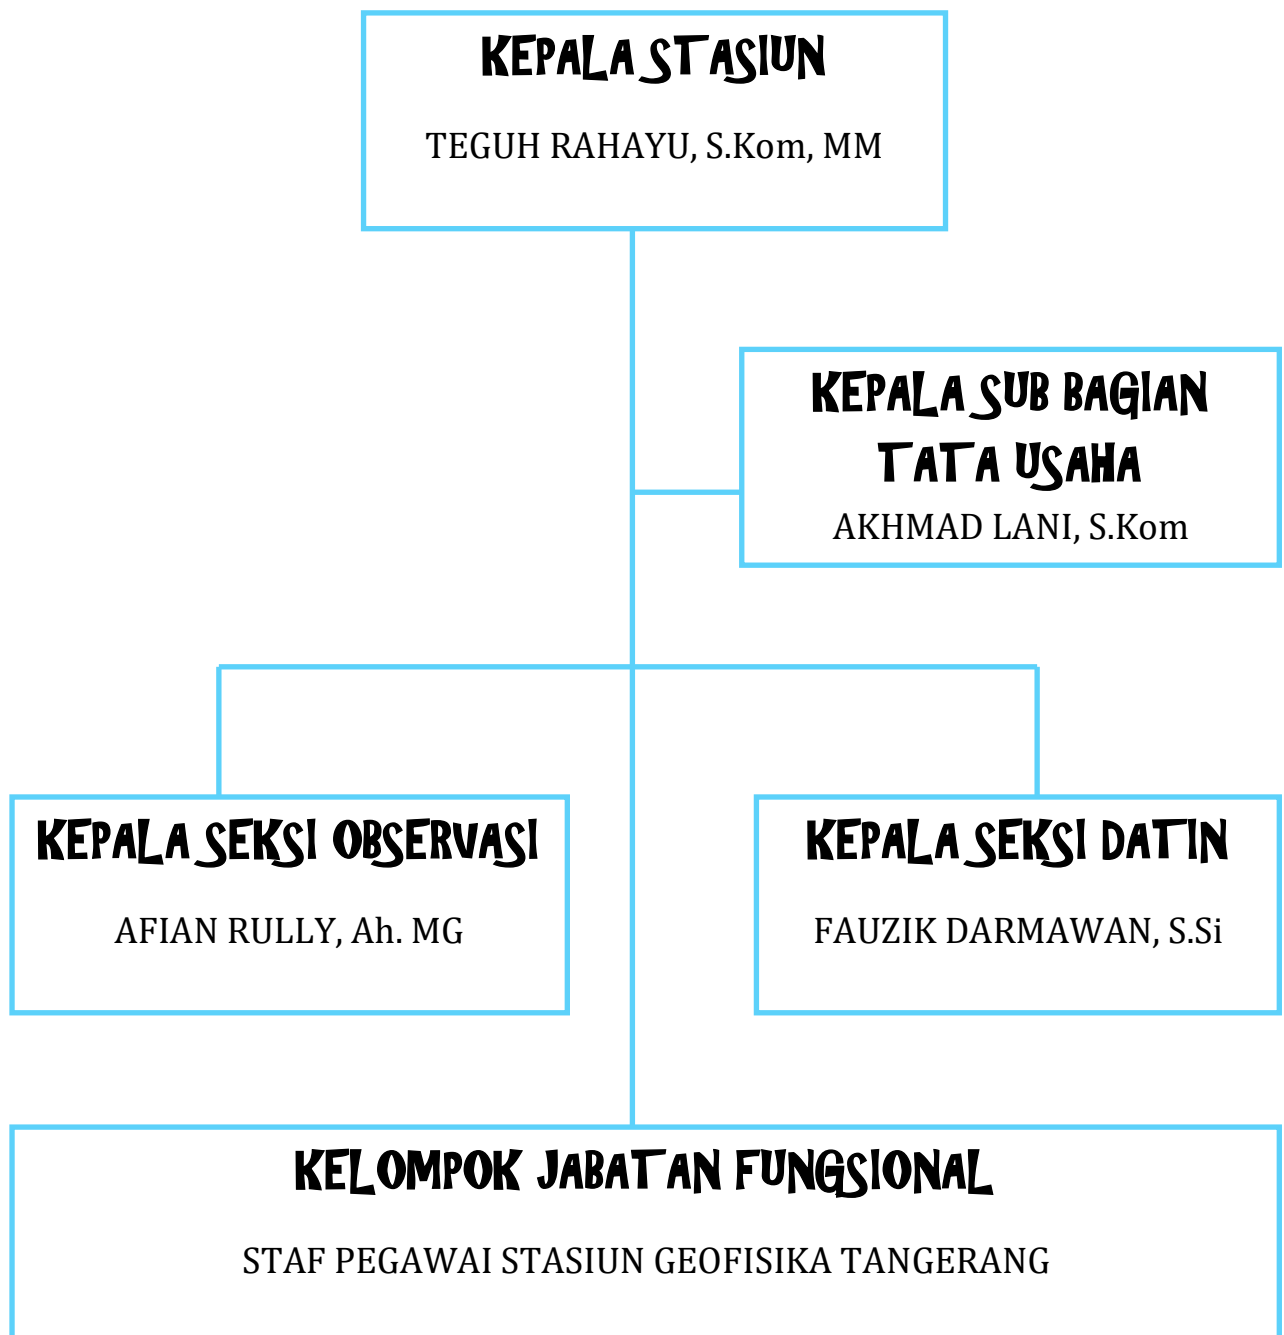 KEPALA STASIUN
TEGUH RAHAYU, S.Kom, MM
KEPALA SUB BAGIAN
TATA USAHA
AKHMAD LANI, S.Kom
KEPALA SEKSI OBSERVASI
AFIAN RULLY, Ah. MG
KEPALA SEKSI DATIN
FAUZIK DARMAWAN, S.Si
KELOMPOK JABATAN FUNGSIONAL
STAF PEGAWAI STASIUN GEOFISIKA TANGERANG